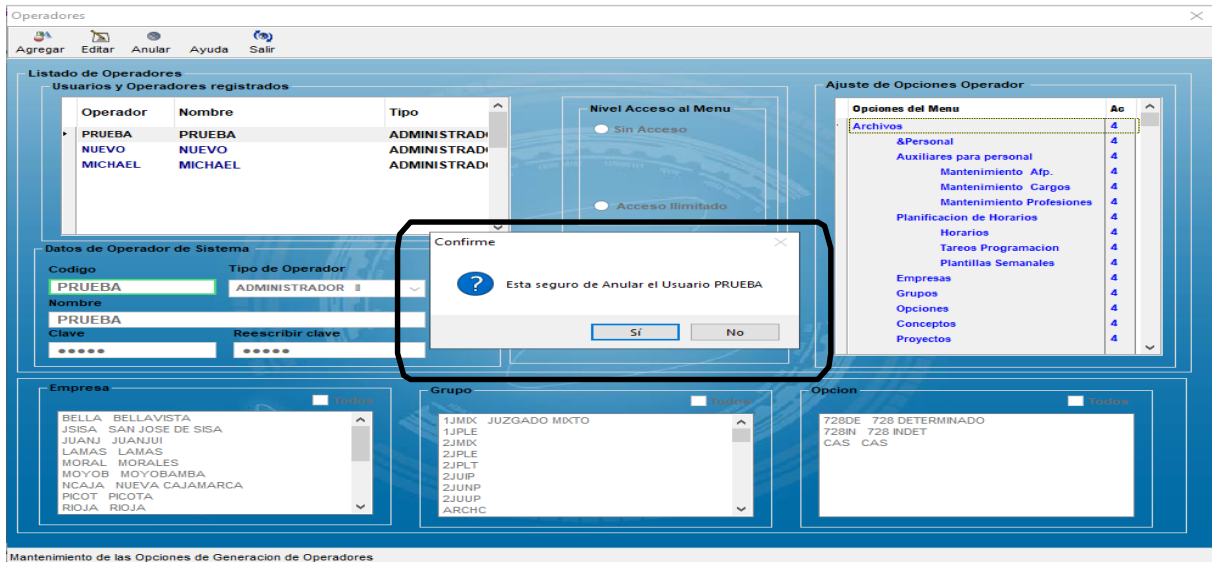 Operadores
Agregar Editar Anular Ayuda Salir
Listado de Operadores
Usuarios y Operadores registrados
Operador Nombre Tipo
PRUEBA PRUEBA ADMINISTRAD
NUEVO NUEVO ADMINISTRAD
MICHAEL MICHAEL ADMINISTRAD
Nivel Acceso al Menu
Sin Acceso
Acceso Ilimitado
Ajuste de Opciones Operador
Opciones del Menu Ac
Archivos 4
&Personal 4
Auxiliares para personal 4
Mantenimiento Afp. 4
Mantenimiento Cargos 4
Mantenimiento Profesiones 4
Planificacion de Horarios 4
Horarios 4
Tareos Programacion 4
Plantillas Semanales 4
Empresas 4
Grupos 4
Opciones 4
Conceptos 4
Proyectos 4
Datos de Operador de Sistema
Codigo Tipo de Operador
PRUEBA ADMINISTRADOR II
Nombre
PRUEBA
Clave Reescribir clave
Confirme
Esta seguro de Anular el Usuario PRUEBA
Sí No
Empresa
Todos
BELLA BELLAVISTA
JSISA SAN JOSE DE SISA
JUANJ JUANJUI
LAMAS LAMAS
MORAL MORALES
MOYOB MOYOBAMBA
NCAJA NUEVA CAJAMARCA
PICOT PICOTA
RIOJA RIOJA
Grupo
Todos
1JMIX JUZGADO MIXTO
1JPLE
2JMIX
2JPLE
2JPLT
2JUIP
2JUNP
2JUUP
ARCHC
Opcion
Todos
728DE 728 DETERMINADO
728IN 728 INDET
CAS CAS
Mantenimiento de las Opciones de Generacion de Operadores